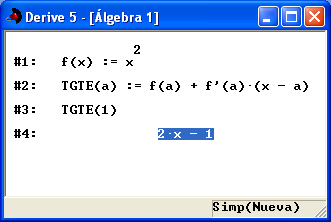 Derive 5 - [Álgebra 1]
#1: f(x) := x²
#2: TGTE(a) := f(a) + f'(a)·(x - a)
#3: TGTE(1)
#4: 2·x - 1
Simp(Nueva)